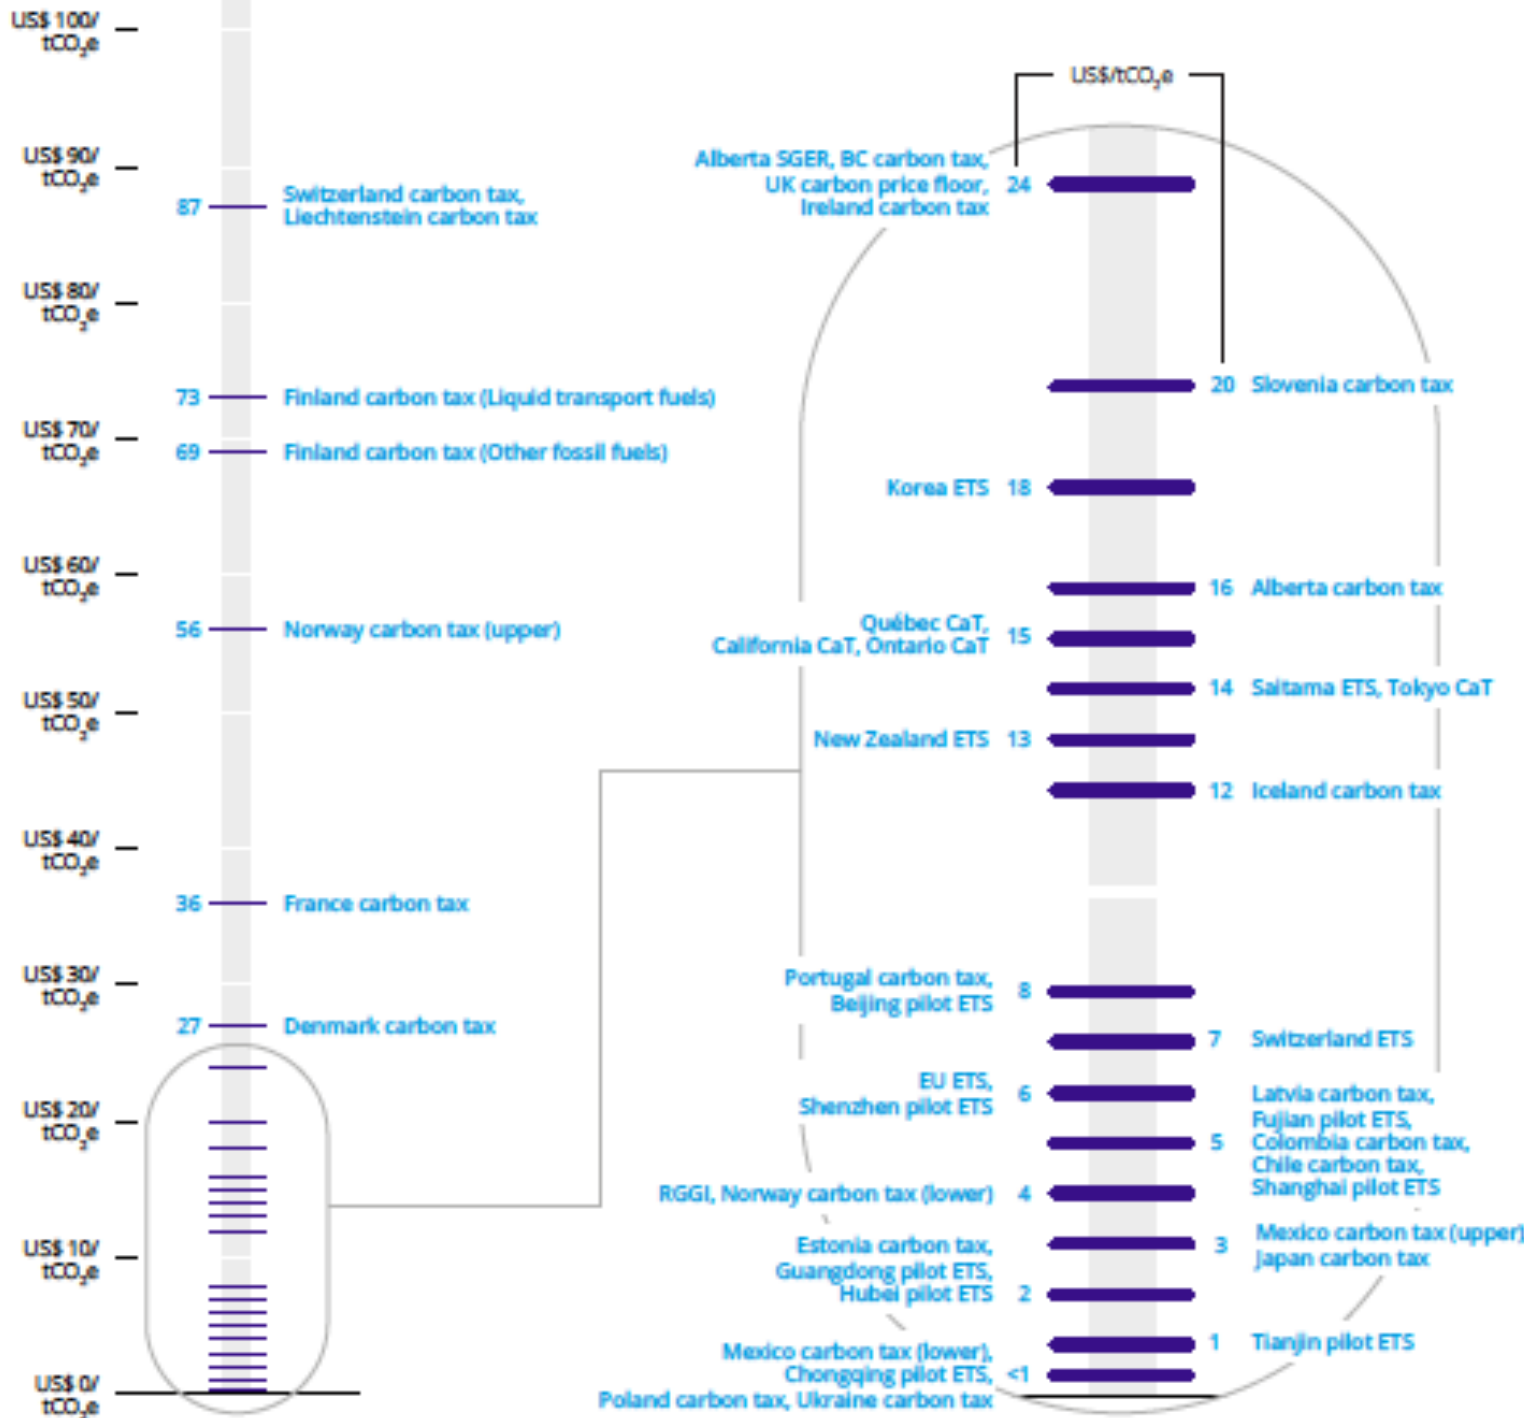 US$ 100/
tCO₂e
US$ 90/
tCO₂e
87
Switzerland carbon tax,
Liechtenstein carbon tax
US$ 80/
tCO₂e
73 Finland carbon tax (Liquid transport fuels)
US$ 70/
tCO₂e
69 Finland carbon tax (Other fossil fuels)
US$ 60/
tCO₂e
56 Norway carbon tax (upper)
US$ 50/
tCO₂e
US$ 40/
tCO₂e
36 France carbon tax
US$ 30/
tCO₂e
27 Denmark carbon tax
US$ 20/
tCO₂e
US$ 10/
tCO₂e
US$ 0/
tCO₂e
US$/tCO₂e
Alberta SGER, BC carbon tax,
UK carbon price floor, 24
Ireland carbon tax
20 Slovenia carbon tax
Korea ETS 18
16 Alberta carbon tax
Québec CaT,
California CaT, Ontario CaT
15
14 Saitama ETS, Tokyo CaT
New Zealand ETS 13
12 Iceland carbon tax
Portugal carbon tax,
Beijing pilot ETS
8
7 Switzerland ETS
EU ETS,
Shenzhen pilot ETS
6
Latvia carbon tax,
Fujian pilot ETS,
5 Colombia carbon tax,
Chile carbon tax,
Shanghai pilot ETS
RGGI, Norway carbon tax (lower) 4
3
Mexico carbon tax (upper)
Japan carbon tax
Estonia carbon tax,
Guangdong pilot ETS,
Hubei pilot ETS 2
1 Tianjin pilot ETS
Mexico carbon tax (lower),
Chongqing pilot ETS, <1
Poland carbon tax, Ukraine carbon tax